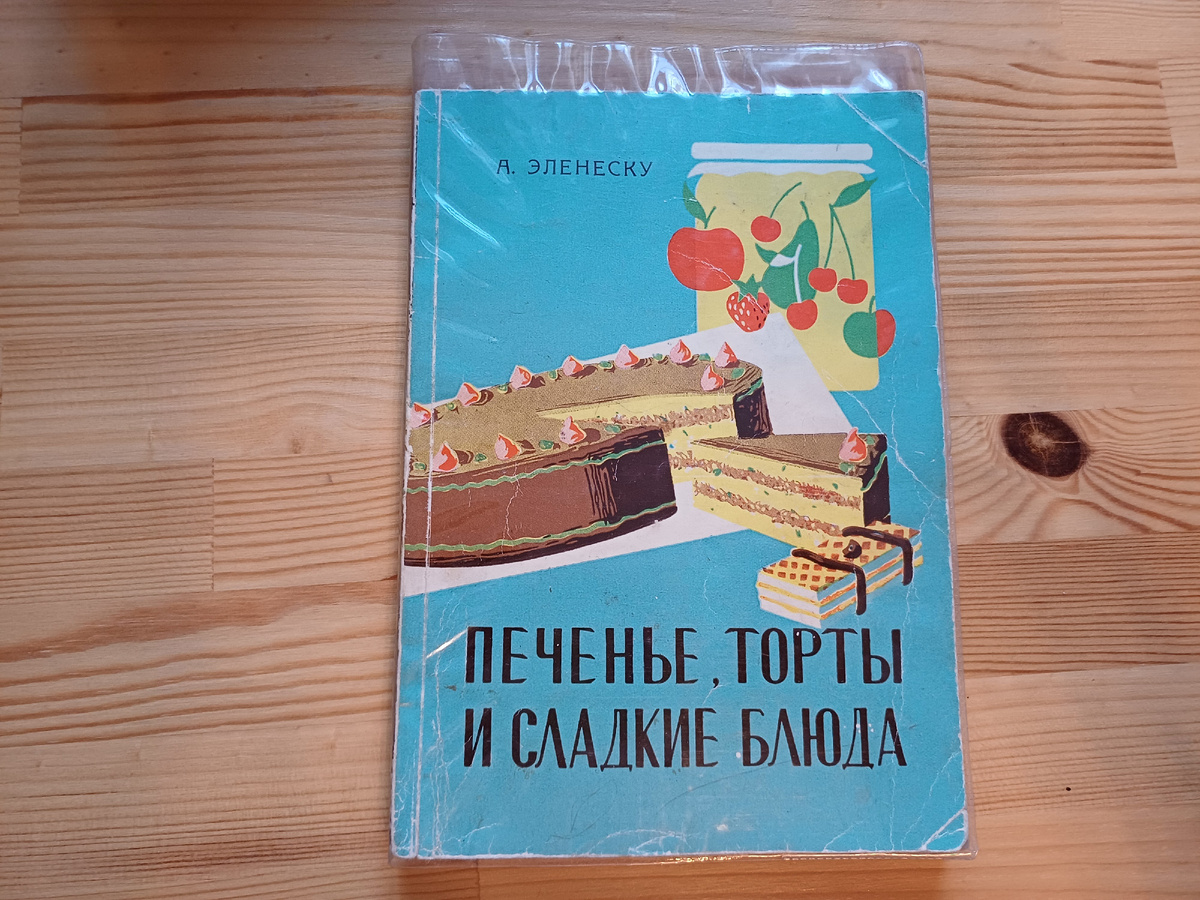 А. ЭЛЕНЕСКУ
ПЕЧЕНЬЕ, ТОРТЫ
И СЛАДКИЕ БЛЮДА